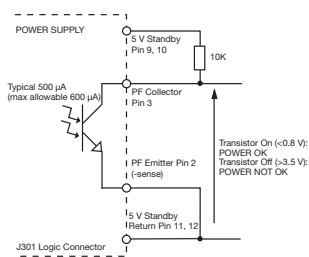 POWER SUPPLY
5 V Standby
Pin 9, 10
10K
Typical 500 µA
(max allowable 600 µA)
PF Collector
Pin 3
Transistor On (<0.8 V):
POWER OK
Transistor Off (>3.5 V):
POWER NOT OK
PF Emitter Pin 2
(-sense)
5 V Standby
Return Pin 11, 12
J301 Logic Connector